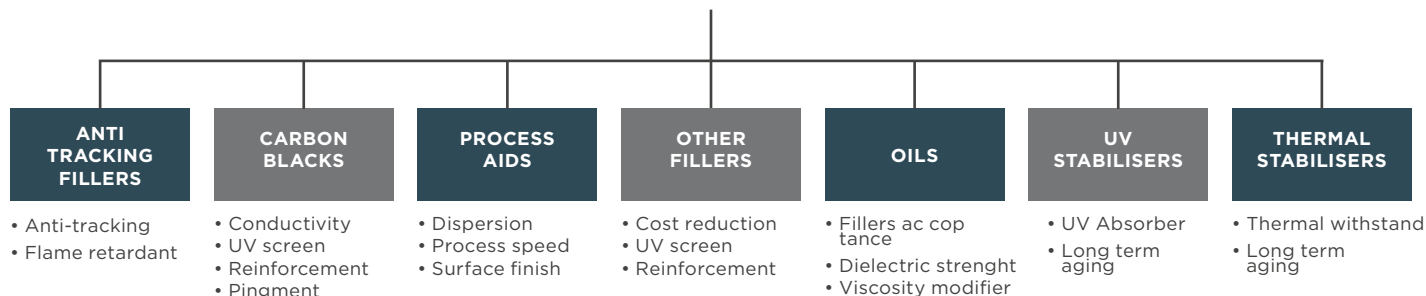 ANTI
TRACKING
FILLERS
• Anti-tracking
• Flame retardant
CARBON
BLACKS
• Conductivity
• UV screen
• Reinforcement
• Pingment
PROCESS
AIDS
• Dispersion
• Process speed
• Surface finish
OTHER
FILLERS
• Cost reduction
• UV screen
• Reinforcement
OILS
• Fillers ac cop
tance
• Dielectric strenght
• Viscosity modifier
UV
STABILISERS
• UV Absorber
• Long term
aging
THERMAL
STABILISERS
• Thermal withstand
• Long term
aging